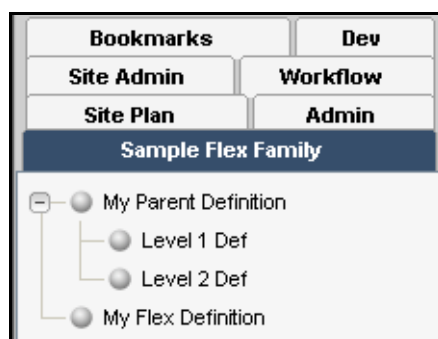 Bookmarks Dev
Site Admin Workflow
Site Plan Admin
Sample Flex Family
My Parent Definition
Level 1 Def
Level 2 Def
My Flex Definition